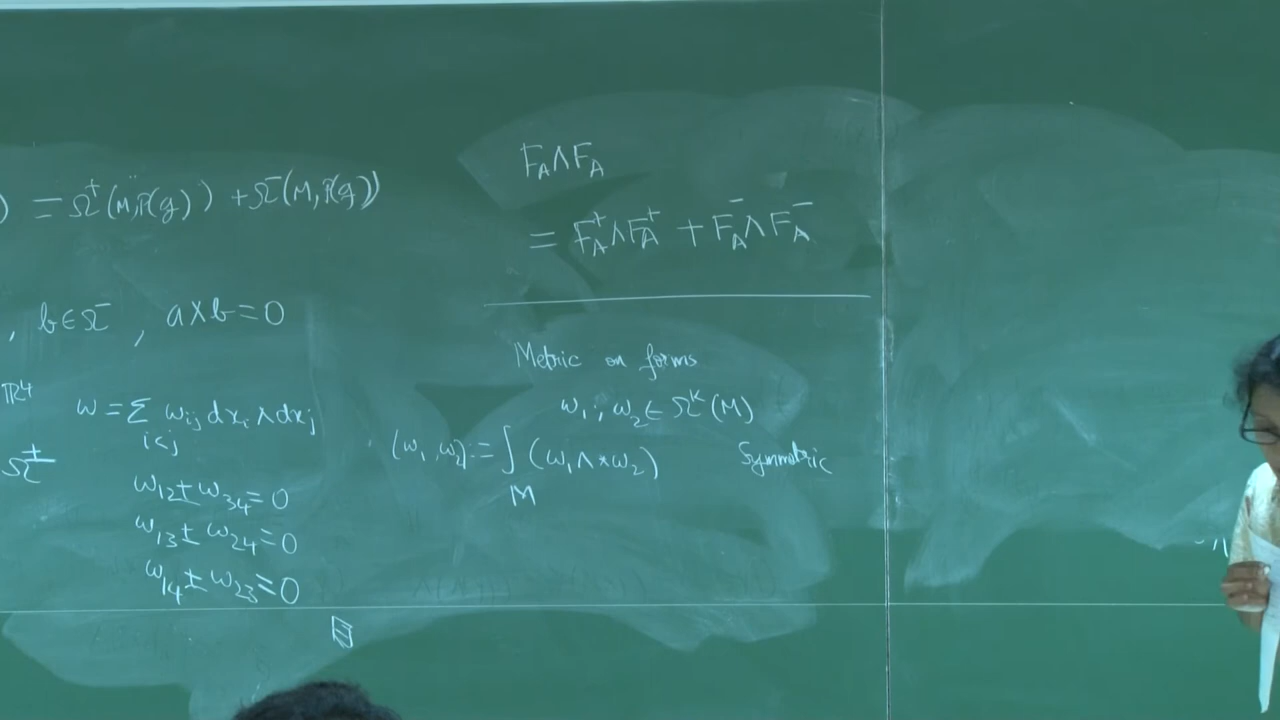 ) = Ω⁺(M, P(g)) + Ω⁻(M, P(g))
, b ∈ Ω⁻, a × b = 0
ℝ⁴ ω = Σ ωij dxi ∧ dxj
i<j
Ω±
ω12 ± ω34 = 0
ω13 ± ω24 = 0
ω14 ± ω23 = 0
F_A ∧ F_A
= F_A⁺ ∧ F_A⁺ + F_A⁻ ∧ F_A⁻
Metric on forms
ω1, ω2 ∈ Ωᵏ(M)
(ω1, ω2) := ∫ (ω1 ∧ *ω2) Symmetric
M